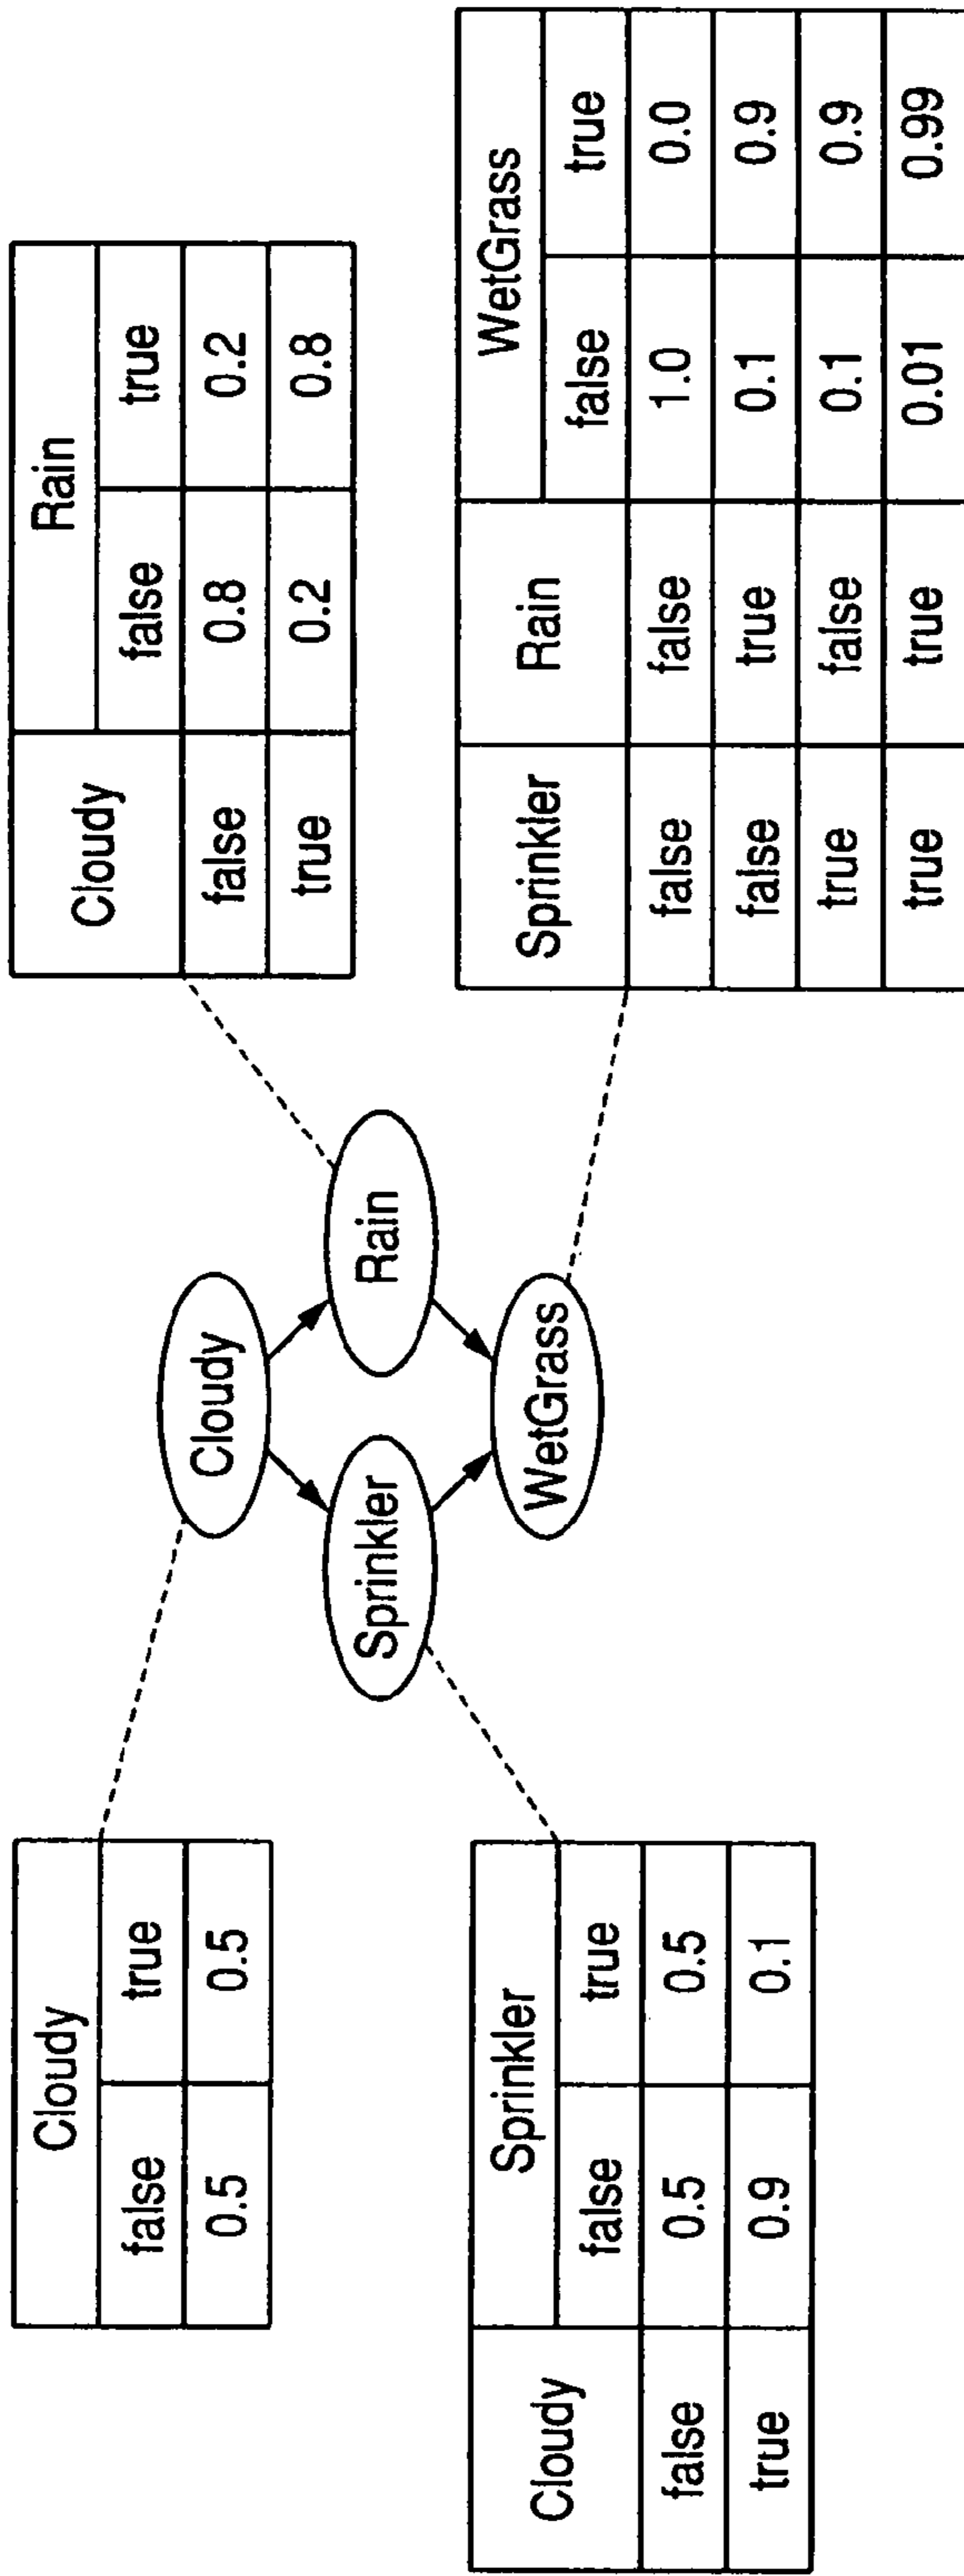 Cloudy
false true
0.5 0.5
Cloudy Sprinkler
false true
false 0.5 0.5
true 0.9 0.1
Cloudy
Sprinkler
Rain
WetGrass
Cloudy Rain
false true
false 0.8 0.2
true 0.2 0.8
Sprinkler Rain WetGrass
false true
false false 1.0 0.0
false true 0.1 0.9
true false 0.1 0.9
true true 0.01 0.99